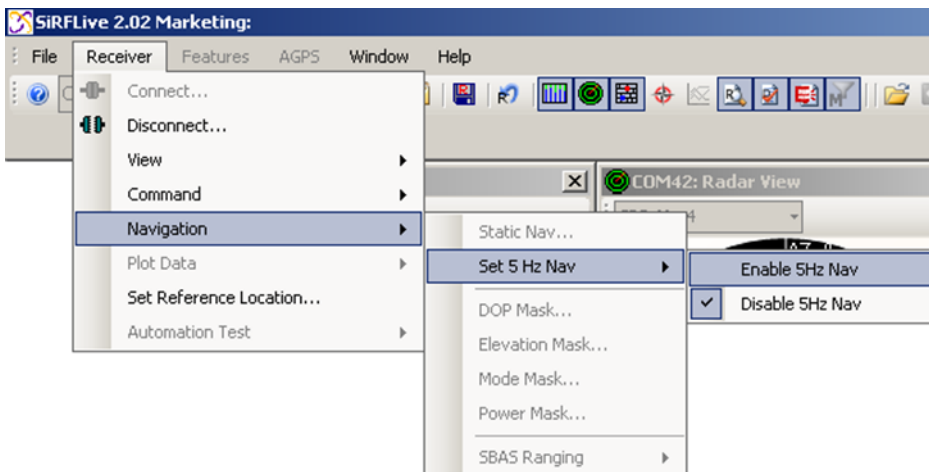 SiRFLive 2.02 Marketing:
File Receiver Features AGPS Window Help
Connect...
Disconnect...
View
Command
Navigation
Plot Data
Set Reference Location...
Automation Test
COM42: Radar View
Static Nav...
Set 5 Hz Nav
DOP Mask...
Elevation Mask...
Mode Mask...
Power Mask...
SBAS Ranging
Enable 5Hz Nav
Disable 5Hz Nav